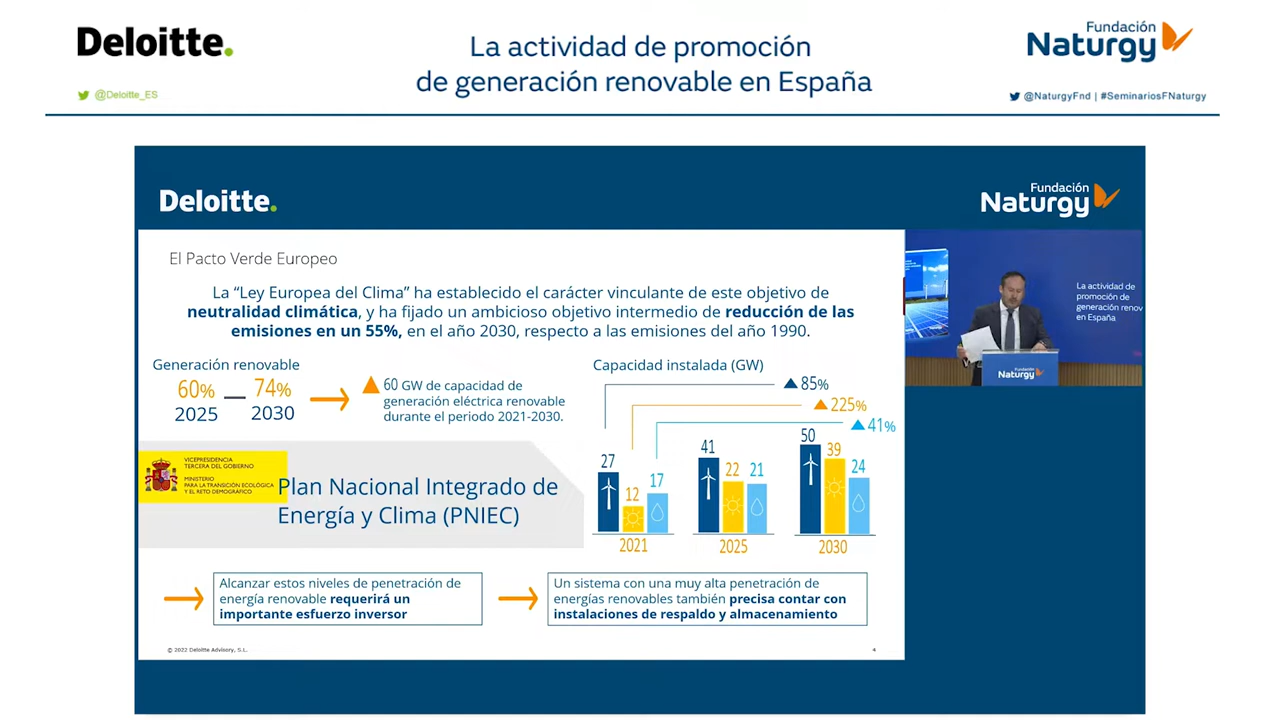 Deloitte.
@Deloitte_ES
La actividad de promoción
de generación renovable en España
Fundación
Naturgy
@NaturgyFnd | #SeminariosFNaturgy
Deloitte.
Fundación
Naturgy
El Pacto Verde Europeo
La “Ley Europea del Clima” ha establecido el carácter vinculante de este objetivo de
neutralidad climática, y ha fijado un ambicioso objetivo intermedio de reducción de las
emisiones en un 55%, en el año 2030, respecto a las emisiones del año 1990.
Generación renovable
60% — 74%
2025 2030
60 GW de capacidad de
generación eléctrica renovable
durante el periodo 2021-2030.
Capacidad instalada (GW)
85%
225%
41%
27 12 17
41 22 21
50 39 24
2021 2025 2030
VICEPRESIDENCIA
TERCERA DEL GOBIERNO
MINISTERIO
PARA LA TRANSICIÓN ECOLÓGICA
Y EL RETO DEMOGRÁFICO
Plan Nacional Integrado de
Energía y Clima (PNIEC)
Alcanzar estos niveles de penetración de
energía renovable requerirá un
importante esfuerzo inversor
Un sistema con una muy alta penetración de
energías renovables también precisa contar con
instalaciones de respaldo y almacenamiento
© 2022 Deloitte Advisory, S.L.
4
La actividad de
promoción de
generación renov
en España
Fundación
Naturgy